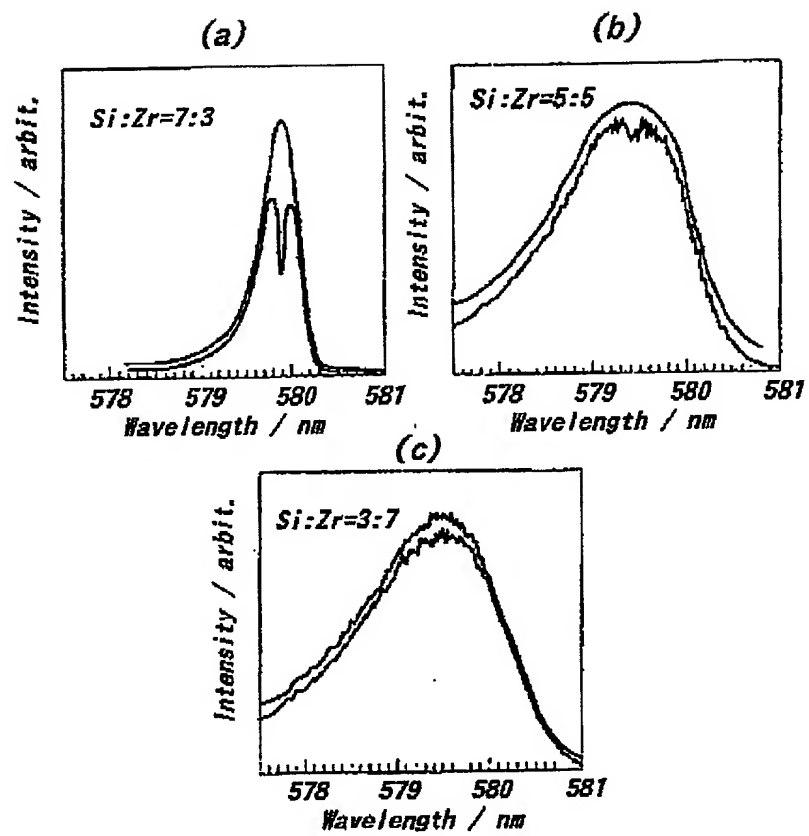 (a)
Si:Zr=7:3
Intensity / arbit.
578 579 580 581
Wavelength / nm
(b)
Si:Zr=5:5
Intensity / arbit.
578 579 580 581
Wavelength / nm
(c)
Si:Zr=3:7
Intensity / arbit.
578 579 580 581
Wavelength / nm